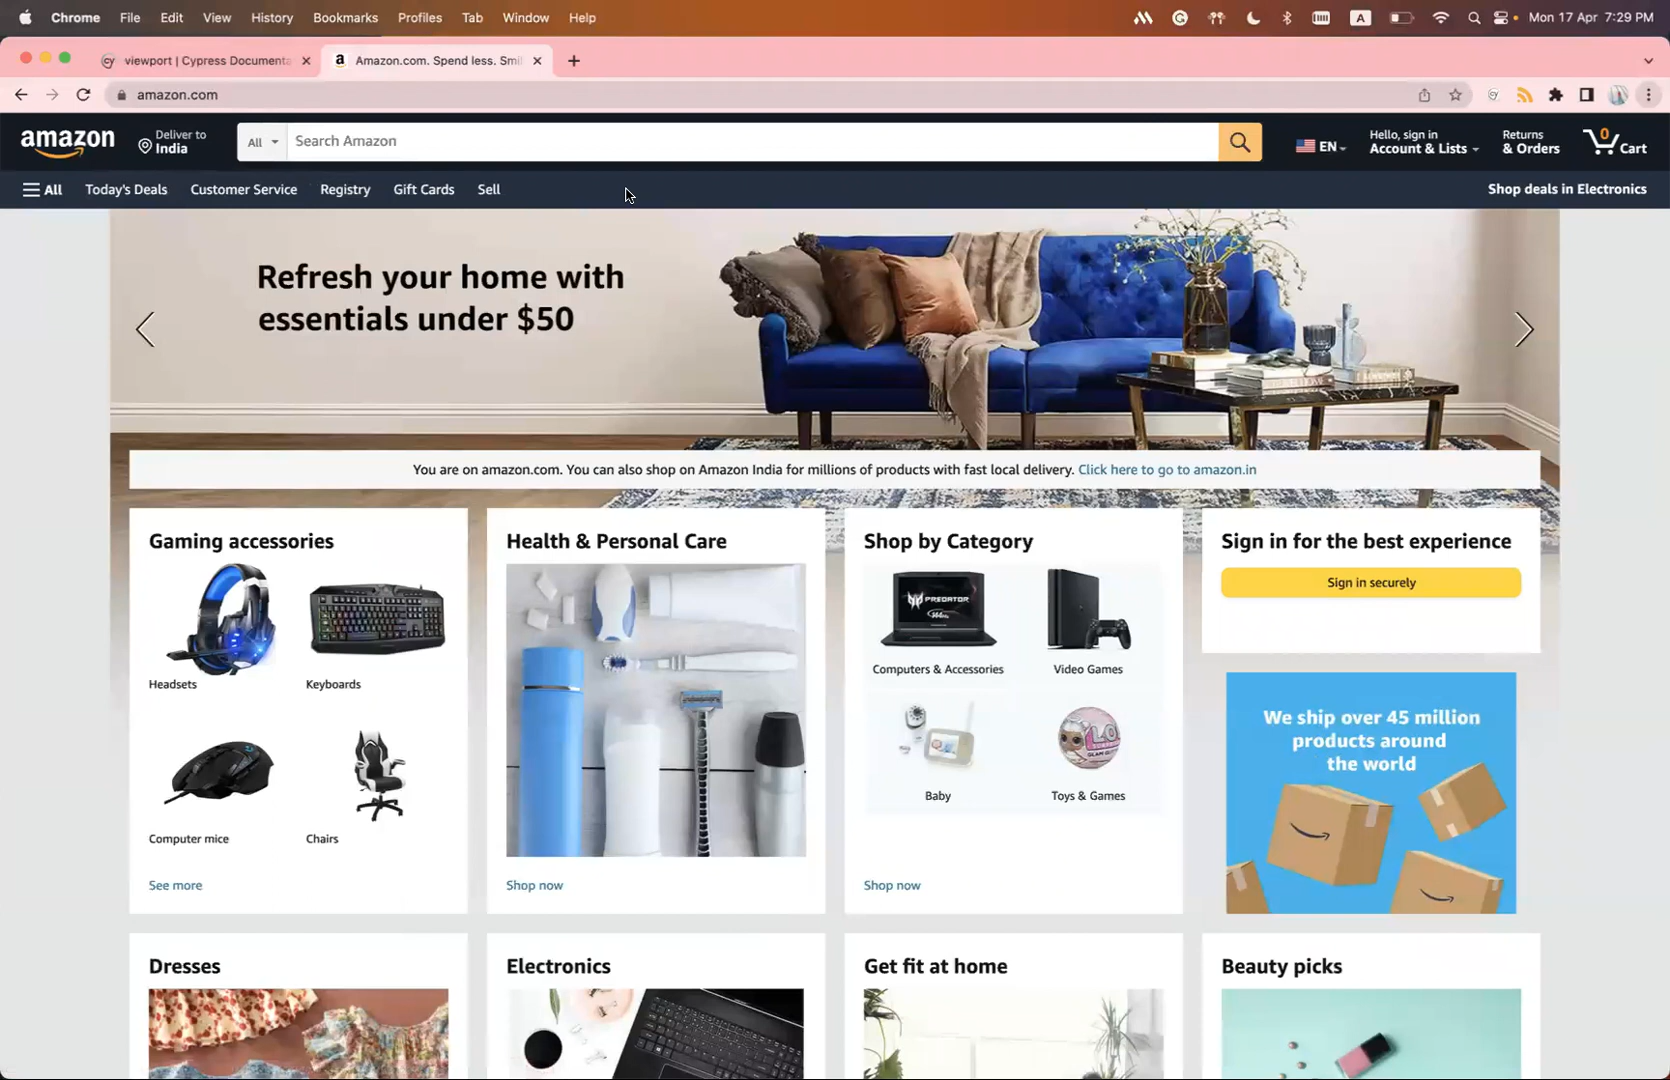 Chrome File Edit View History Bookmarks Profiles Tab Window Help
A
Mon 17 Apr 7:29 PM
viewport | Cypress Documenta
Amazon.com. Spend less. Smi
amazon.com
amazon
Deliver to
India
All
Search Amazon
EN
Hello, sign in
Account & Lists
Returns
& Orders
0
Cart
All
Today's Deals
Customer Service
Registry
Gift Cards
Sell
Shop deals in Electronics
Refresh your home with
essentials under $50
You are on amazon.com. You can also shop on Amazon India for millions of products with fast local delivery. Click here to go to amazon.in
Gaming accessories
Headsets
Keyboards
Computer mice
Chairs
See more
Health & Personal Care
Shop now
Shop by Category
PREDATOR
Computers & Accessories
Video Games
Baby
Toys & Games
Shop now
Sign in for the best experience
Sign in securely
We ship over 45 million
products around
the world
Dresses
Electronics
Get fit at home
Beauty picks